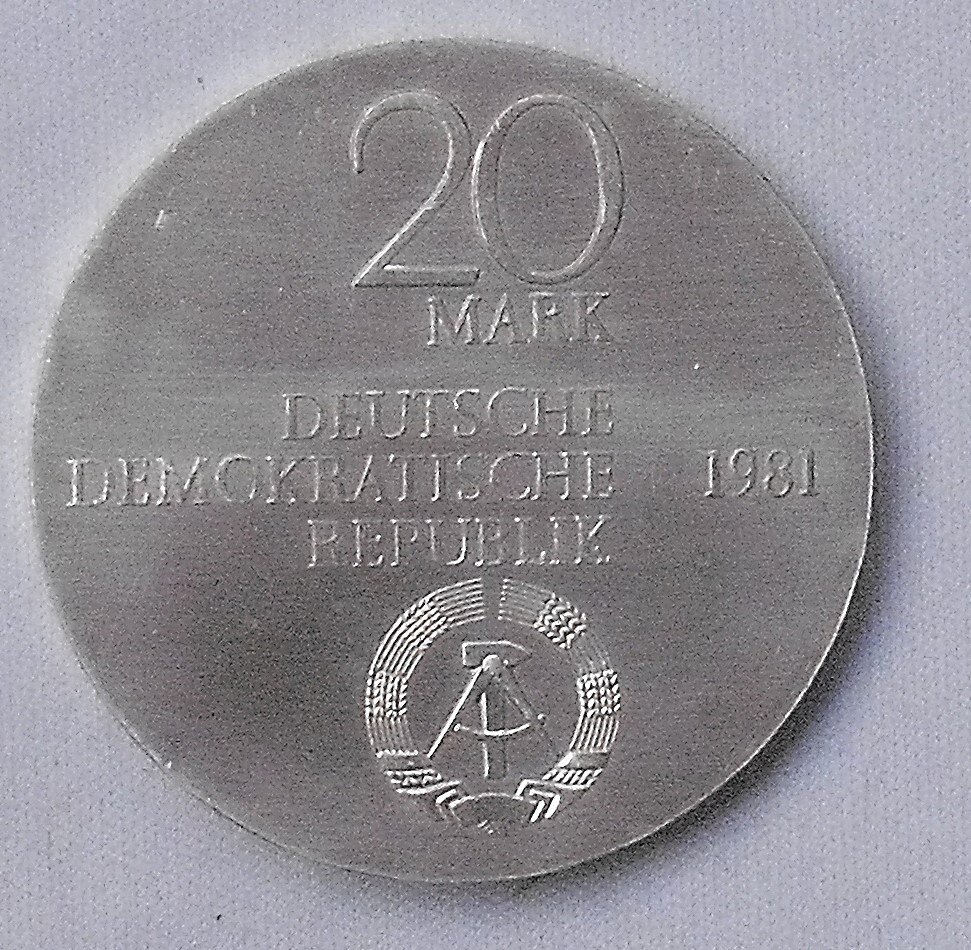 20
MARK
DEUTSCHE
DEMOKRATISCHE 1981
REPUBLIK